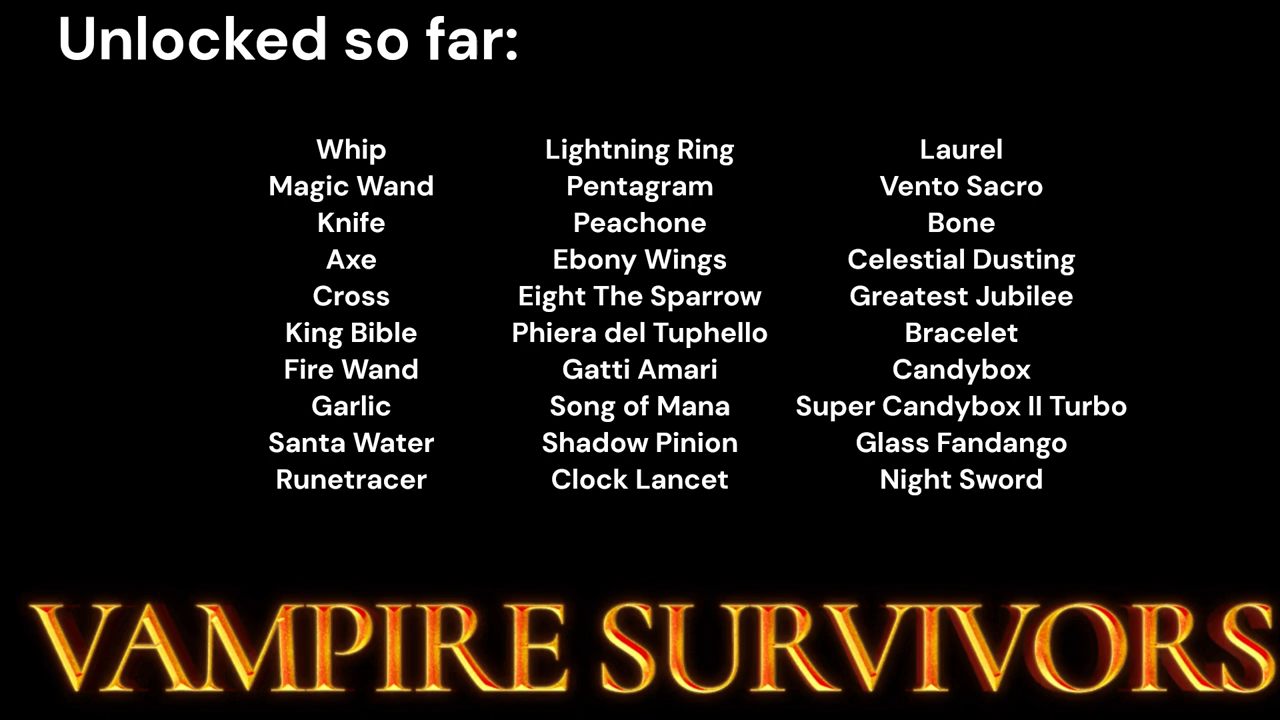 Unlocked so far:
Whip
Magic Wand
Knife
Axe
Cross
King Bible
Fire Wand
Garlic
Santa Water
Runetracer
Lightning Ring
Pentagram
Peachone
Ebony Wings
Eight The Sparrow
Phiera del Tuphello
Gatti Amari
Song of Mana
Shadow Pinion
Clock Lancet
Laurel
Vento Sacro
Bone
Celestial Dusting
Greatest Jubilee
Bracelet
Candybox
Super Candybox II Turbo
Glass Fandango
Night Sword
VAMPIRE SURVIVORS